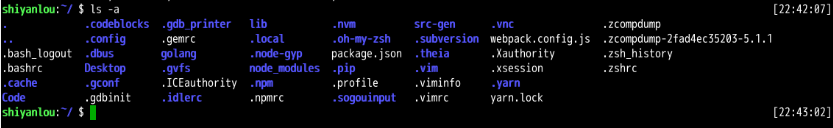 shiyanlou:~/ $ ls -a [22:42:07]
. .codeblocks .gdb_printer lib .nvm src-gen .vnc .zcompdump
.. .config .gemrc .local .oh-my-zsh .subversion webpack.config.js .zcompdump-2fad4ec35203-5.1.1
.bash_logout .dbus golang .node-gyp package.json .theia .Xauthority .zsh_history
.bashrc Desktop .gvfs node_modules .pip .vim .xsession .zshrc
.cache .gconf .ICEauthority .npm .profile .viminfo .yarn
Code .gdbinit .idlerc .npmrc .sogouinput .vimrc yarn.lock
shiyanlou:~/ $ [22:43:02]